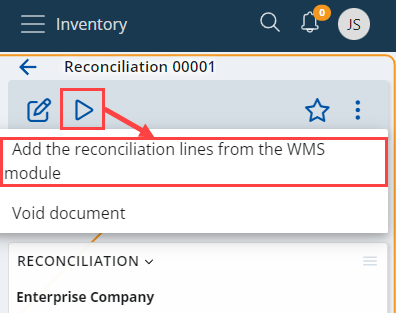 Inventory
0
JS
Reconciliation 00001
Add the reconciliation lines from the WMS
module
Void document
RECONCILIATION
Enterprise Company